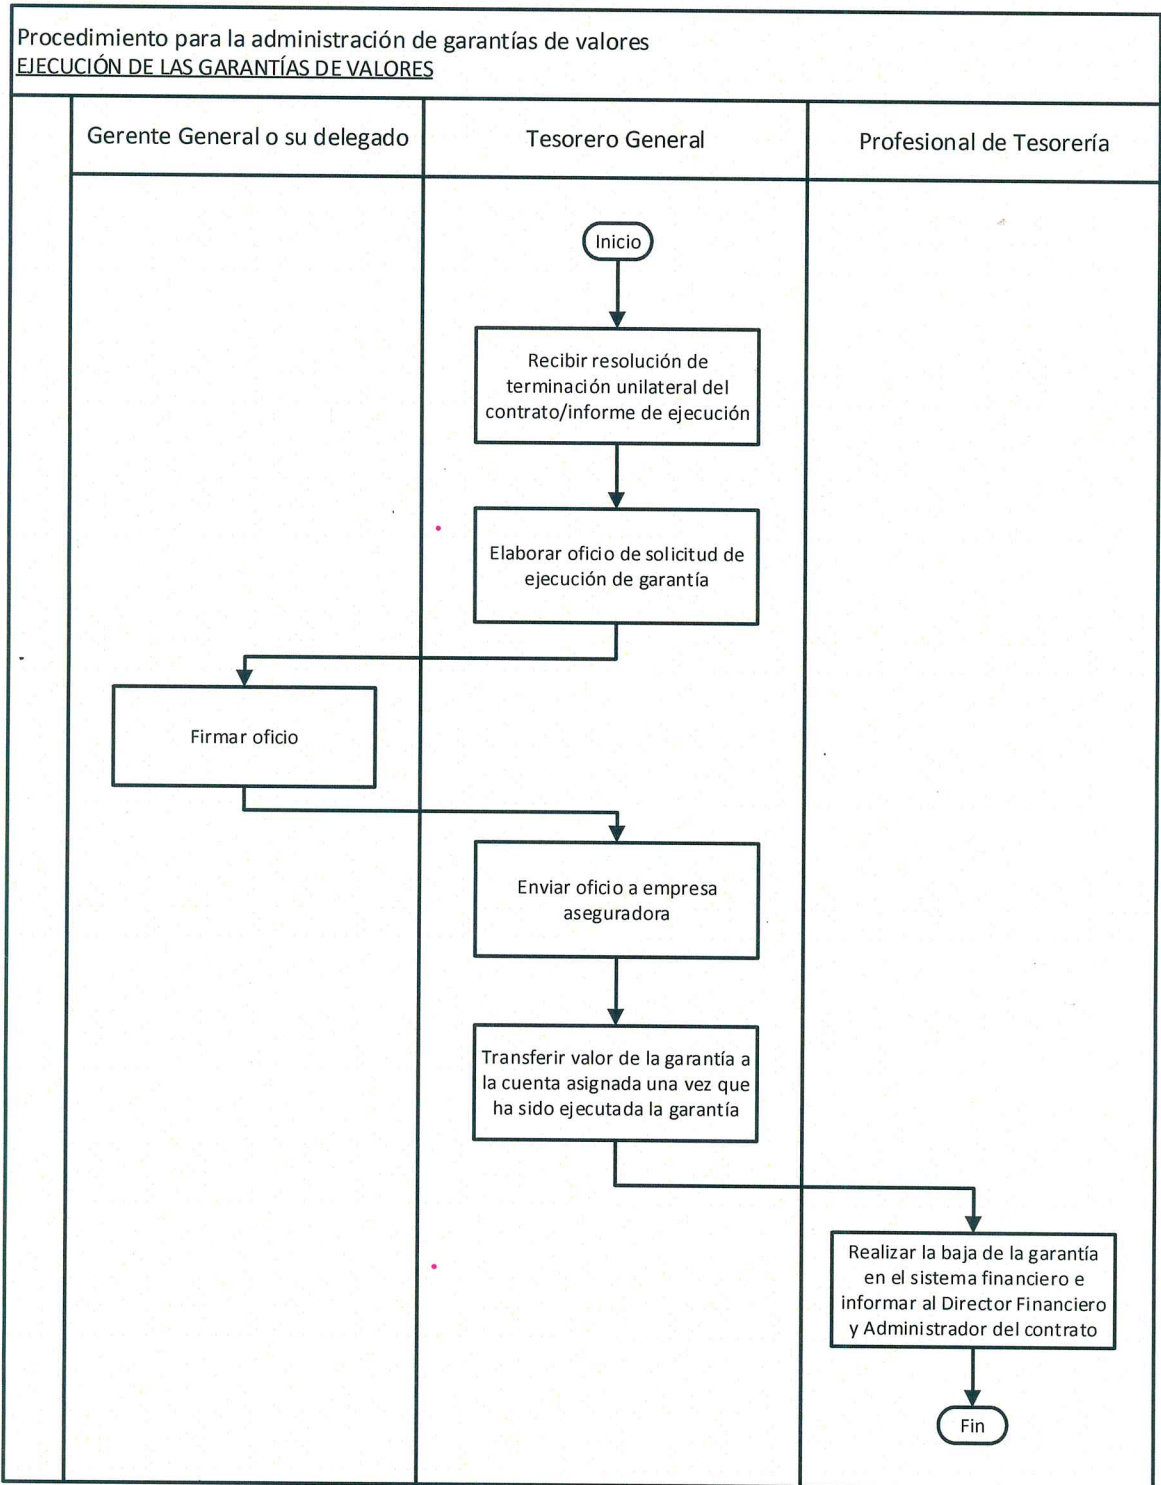 Procedimiento para la administración de garantías de valores
EJECUCIÓN DE LAS GARANTÍAS DE VALORES
Gerente General o su delegado
Tesorero General
Profesional de Tesorería
Inicio
Recibir resolución de
terminación unilateral del
contrato/informe de ejecución
Elaborar oficio de solicitud de
ejecución de garantía
Firmar oficio
Enviar oficio a empresa
aseguradora
Transferir valor de la garantía a
la cuenta asignada una vez que
ha sido ejecutada la garantía
Realizar la baja de la garantía
en el sistema financiero e
informar al Director Financiero
y Administrador del contrato
Fin